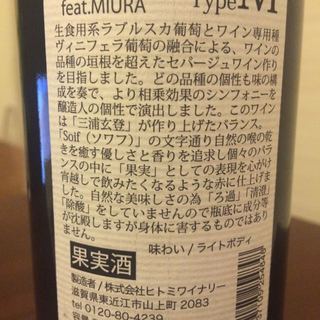 feat.MIURA TypeM
生食用系ラブルスカ葡萄とワイン専用種
ヴィニフェラ葡萄の融合による、ワインの
品種の垣根を超えたセパージュワイン作り
を目指しました。どの品種の個性も味の構
成を奏で、より相乗効果のシンフォニーを
醸造人の個性で演出しました。このワイン
は「三浦玄登」が作り上げたバランス。
「Soif（ソワフ）」の文字通り自然の喉の乾
きを癒す優しさと香りを追求し個々のバラ
ンスの中に「果実」としての表現を心がけ
宵越しで飲みたくなるような赤に仕上げま
した。自然な美味しさの為「ろ過」「清澄」
「除酸」をしていませんので瓶底に成分等
が沈殿しますが身体に害するものではあり
ません。
味わい／ライトボディ
果実酒
製造者／株式会社ヒトミワイナリー
滋賀県東近江市山上町 2083
tel 0120-80-4239